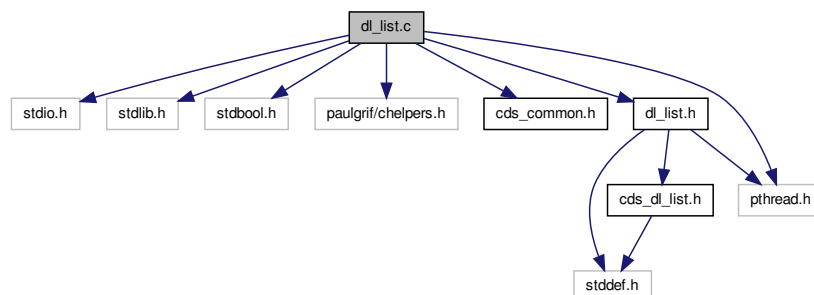 dl_list.c
stdio.h
stdlib.h
stdbool.h
paulgrif/chelpers.h
cds_common.h
dl_list.h
cds_dl_list.h
pthread.h
stddef.h